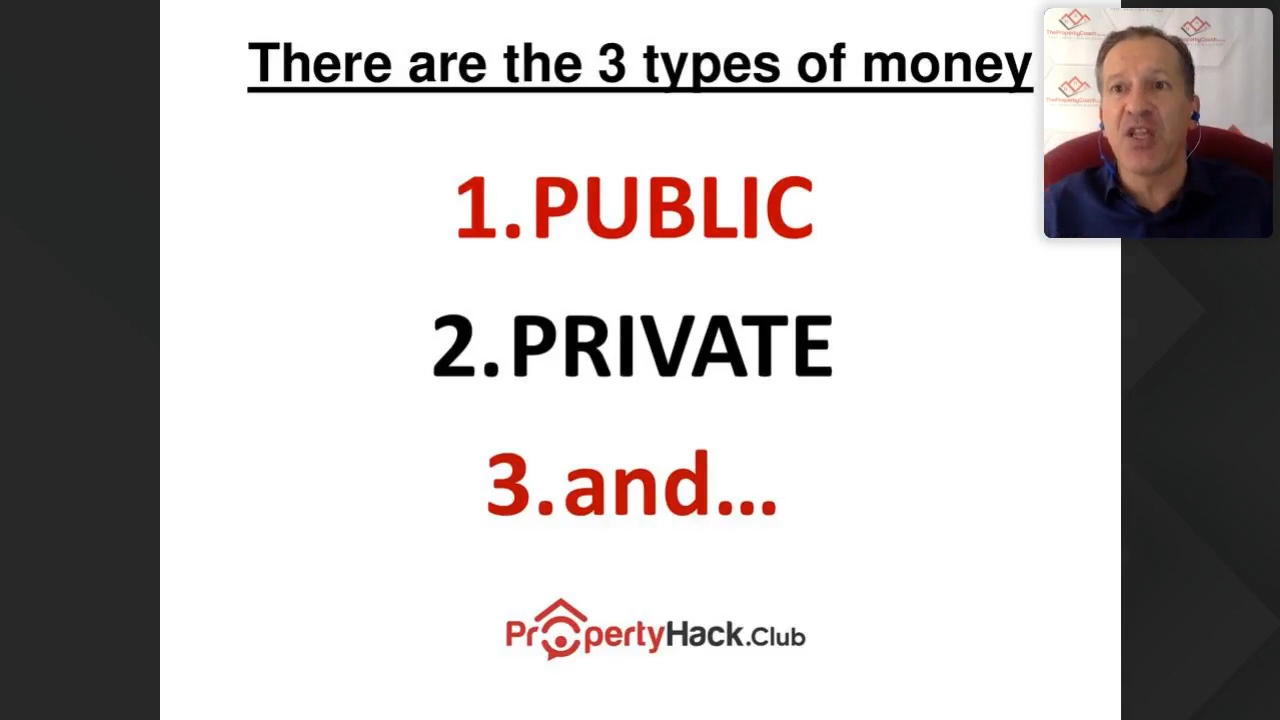 There are the 3 types of money
1.PUBLIC
2.PRIVATE
3.and...
PropertyHack.Club